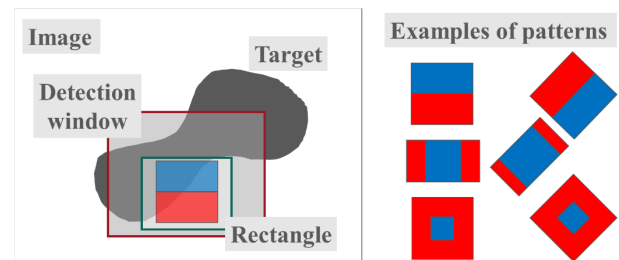 Image
Target
Detection
window
Rectangle
Examples of patterns